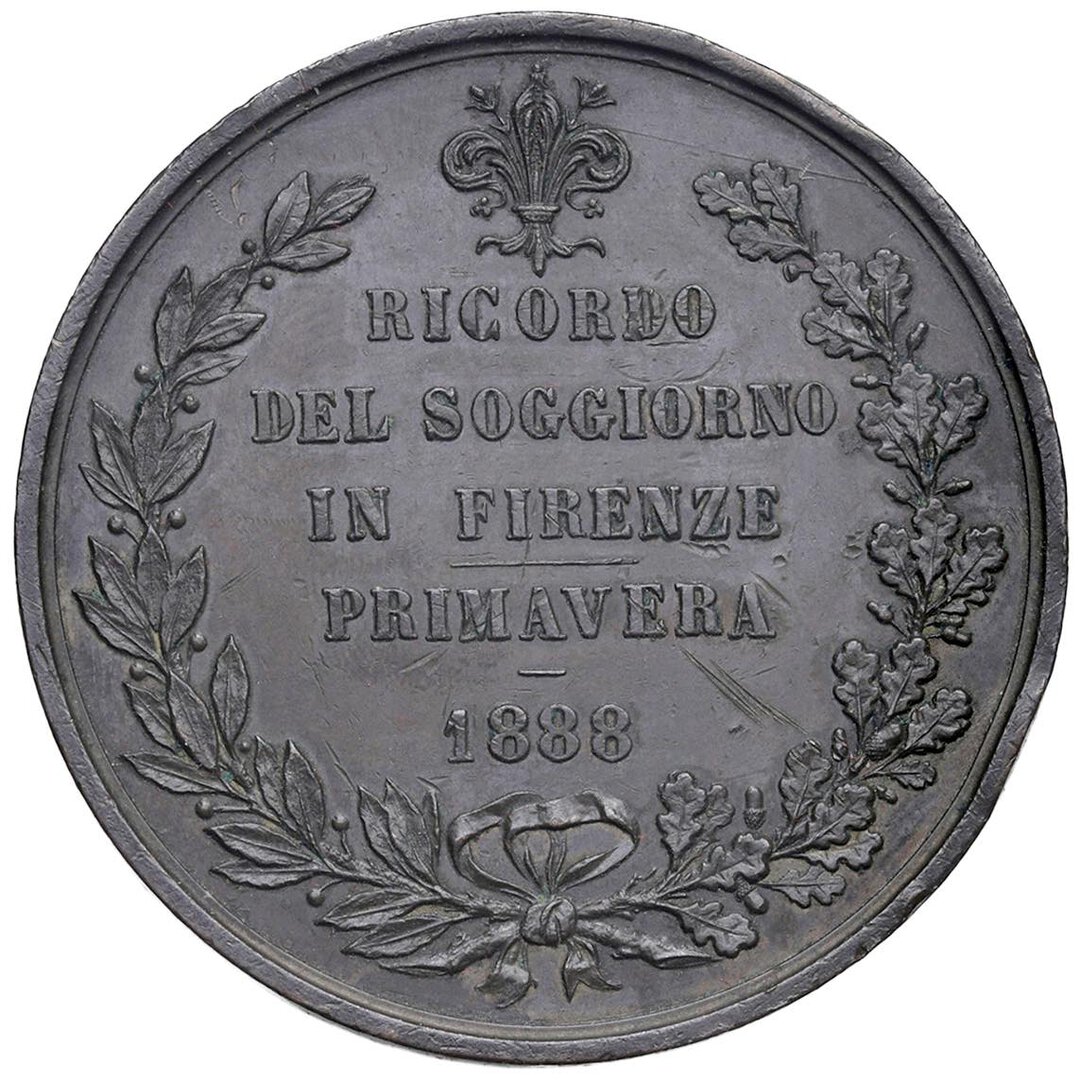 RICORDO
DEL SOGGIORNO
IN FIRENZE
PRIMAVERA
1888